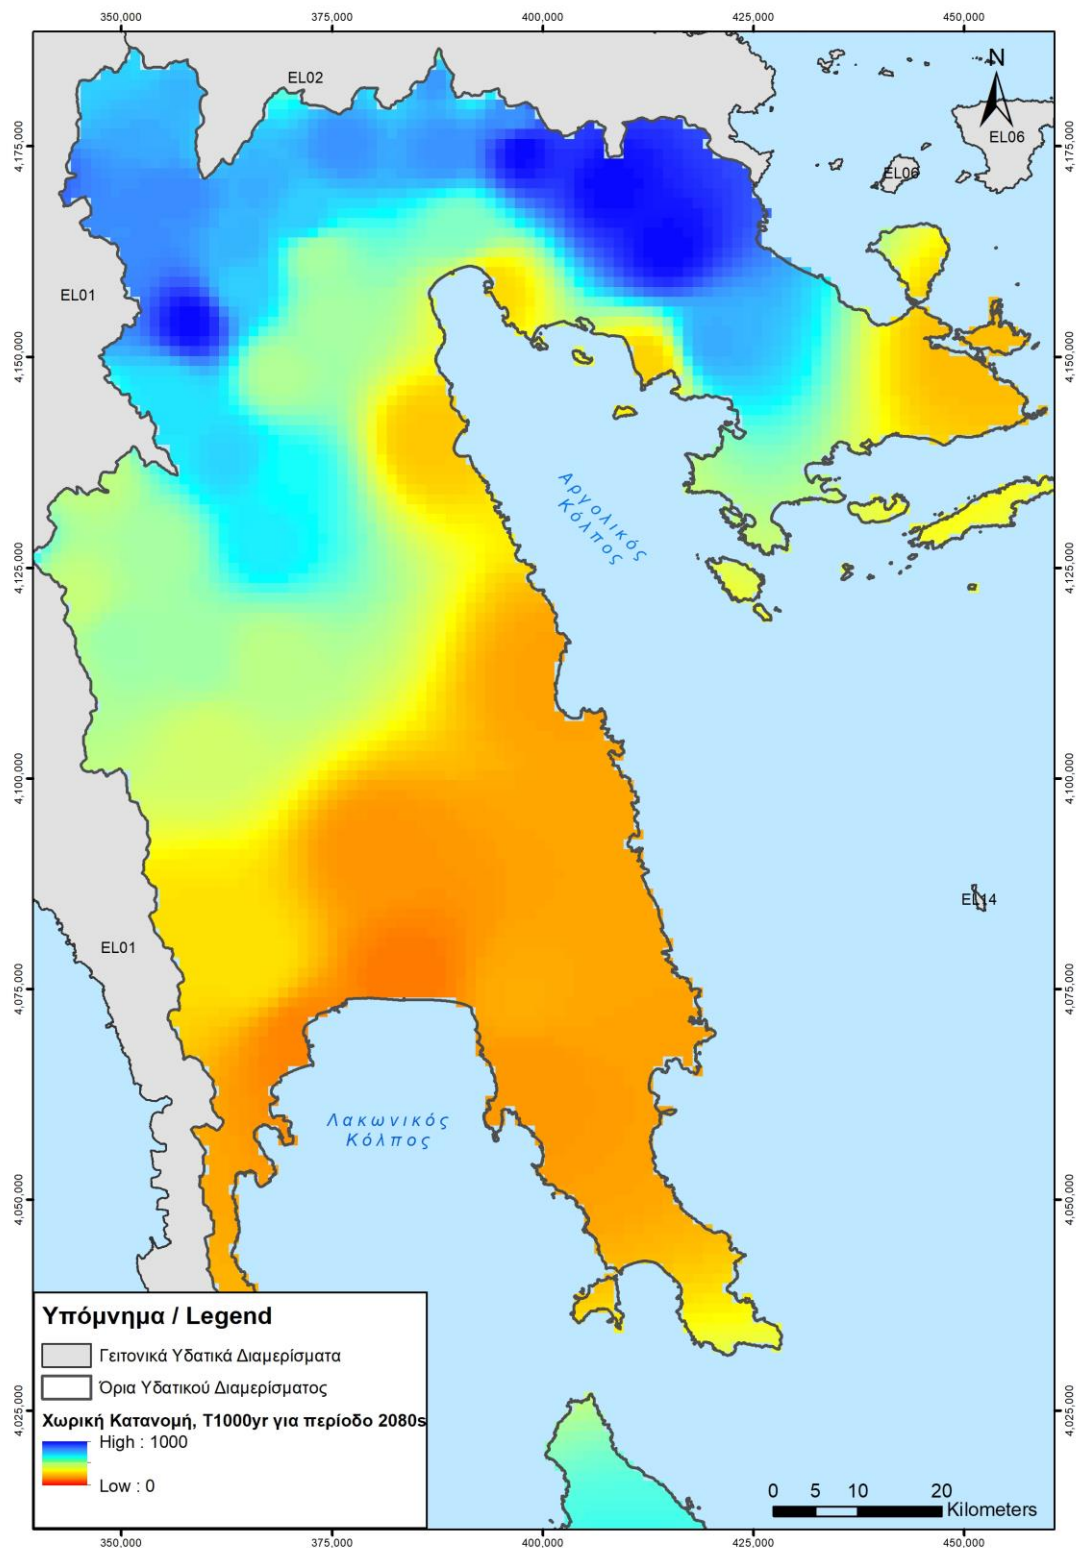 350,000 375,000 400,000 425,000 450,000
N
EL02
4,175,000 4,175,000
EL06
EL06
EL01
4,150,000 4,150,000
Αργολικός
Κόλπος
4,125,000 4,125,000
4,100,000 4,100,000
EL14
EL01
4,075,000 4,075,000
Λακωνικός
Κόλπος
4,050,000 4,050,000
Υπόμνημα / Legend
Γειτονικά Υδατικά Διαμερίσματα
Όρια Υδατικού Διαμερίσματος
Χωρική Κατανομή, T1000yr για περίοδο 2080s
High : 1000
Low : 0
4,025,000 4,025,000
0 5 10 20
Kilometers
350,000 375,000 400,000 425,000 450,000